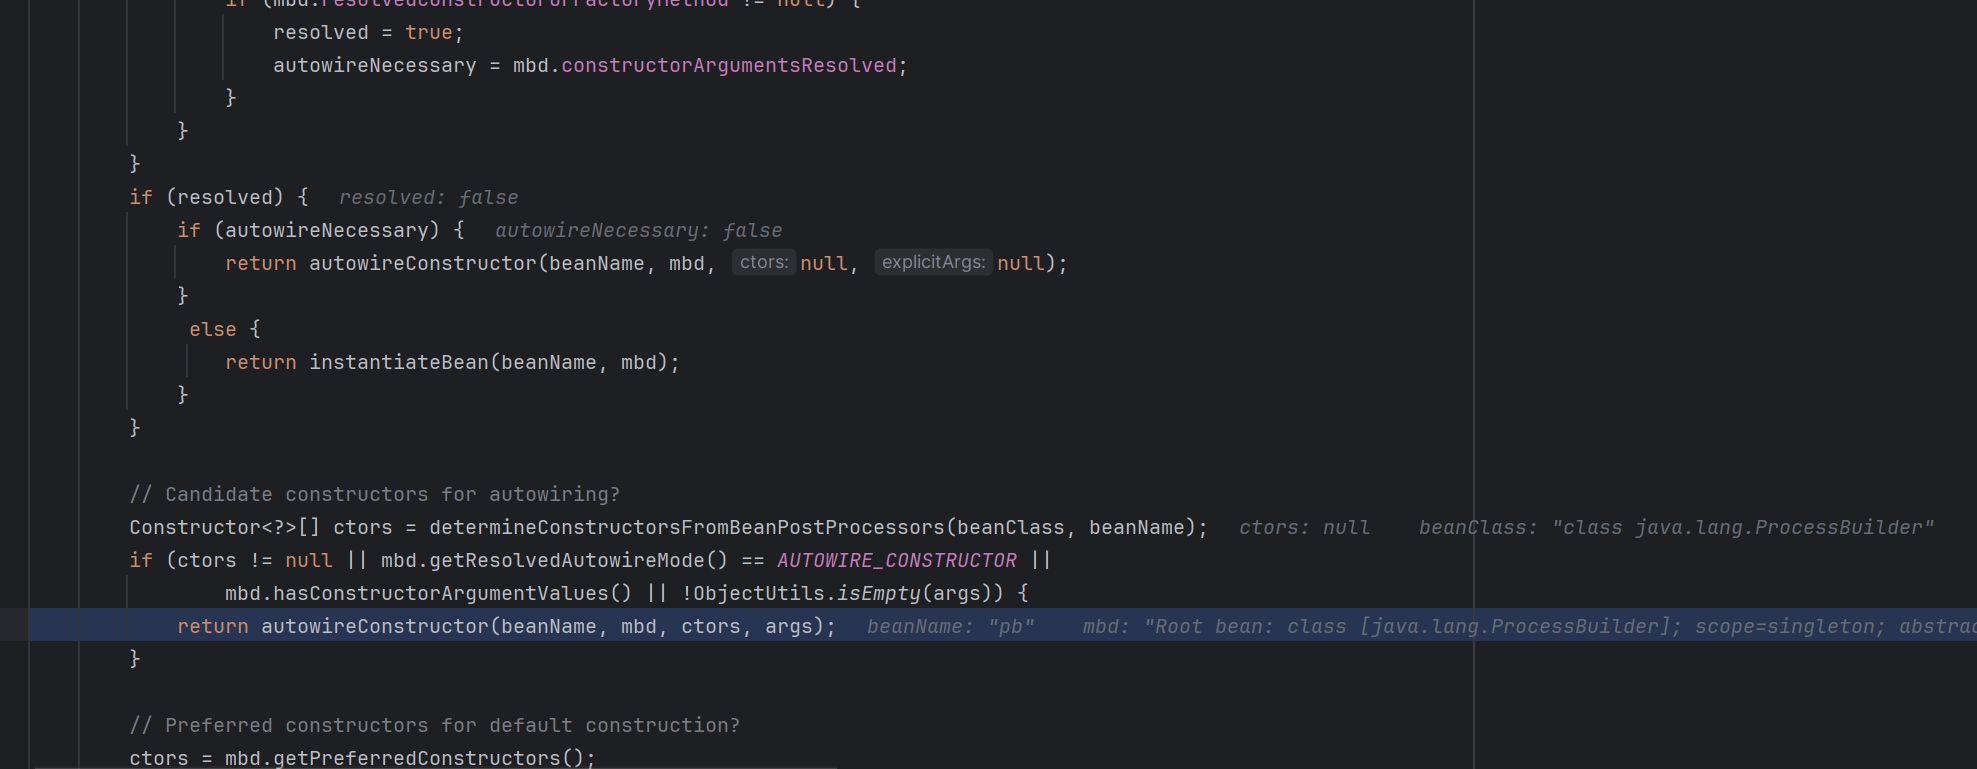 if (mbd.resolvedConstructorOrFactoryMethod != null) {
resolved = true;
autowireNecessary = mbd.constructorArgumentsResolved;
}
}
}
if (resolved) { resolved: false
if (autowireNecessary) { autowireNecessary: false
return autowireConstructor(beanName, mbd, ctors: null, explicitArgs: null);
}
else {
return instantiateBean(beanName, mbd);
}
}
// Candidate constructors for autowiring?
Constructor<?>[] ctors = determineConstructorsFromBeanPostProcessors(beanClass, beanName); ctors: null beanClass: "class java.lang.ProcessBuilder"
if (ctors != null || mbd.getResolvedAutowireMode() == AUTOWIRE_CONSTRUCTOR ||
mbd.hasConstructorArgumentValues() || !ObjectUtils.isEmpty(args)) {
return autowireConstructor(beanName, mbd, ctors, args); beanName: "pb" mbd: "Root bean: class [java.lang.ProcessBuilder]; scope=singleton; abstrac
}
// Preferred constructors for default construction?
ctors = mbd.getPreferredConstructors();